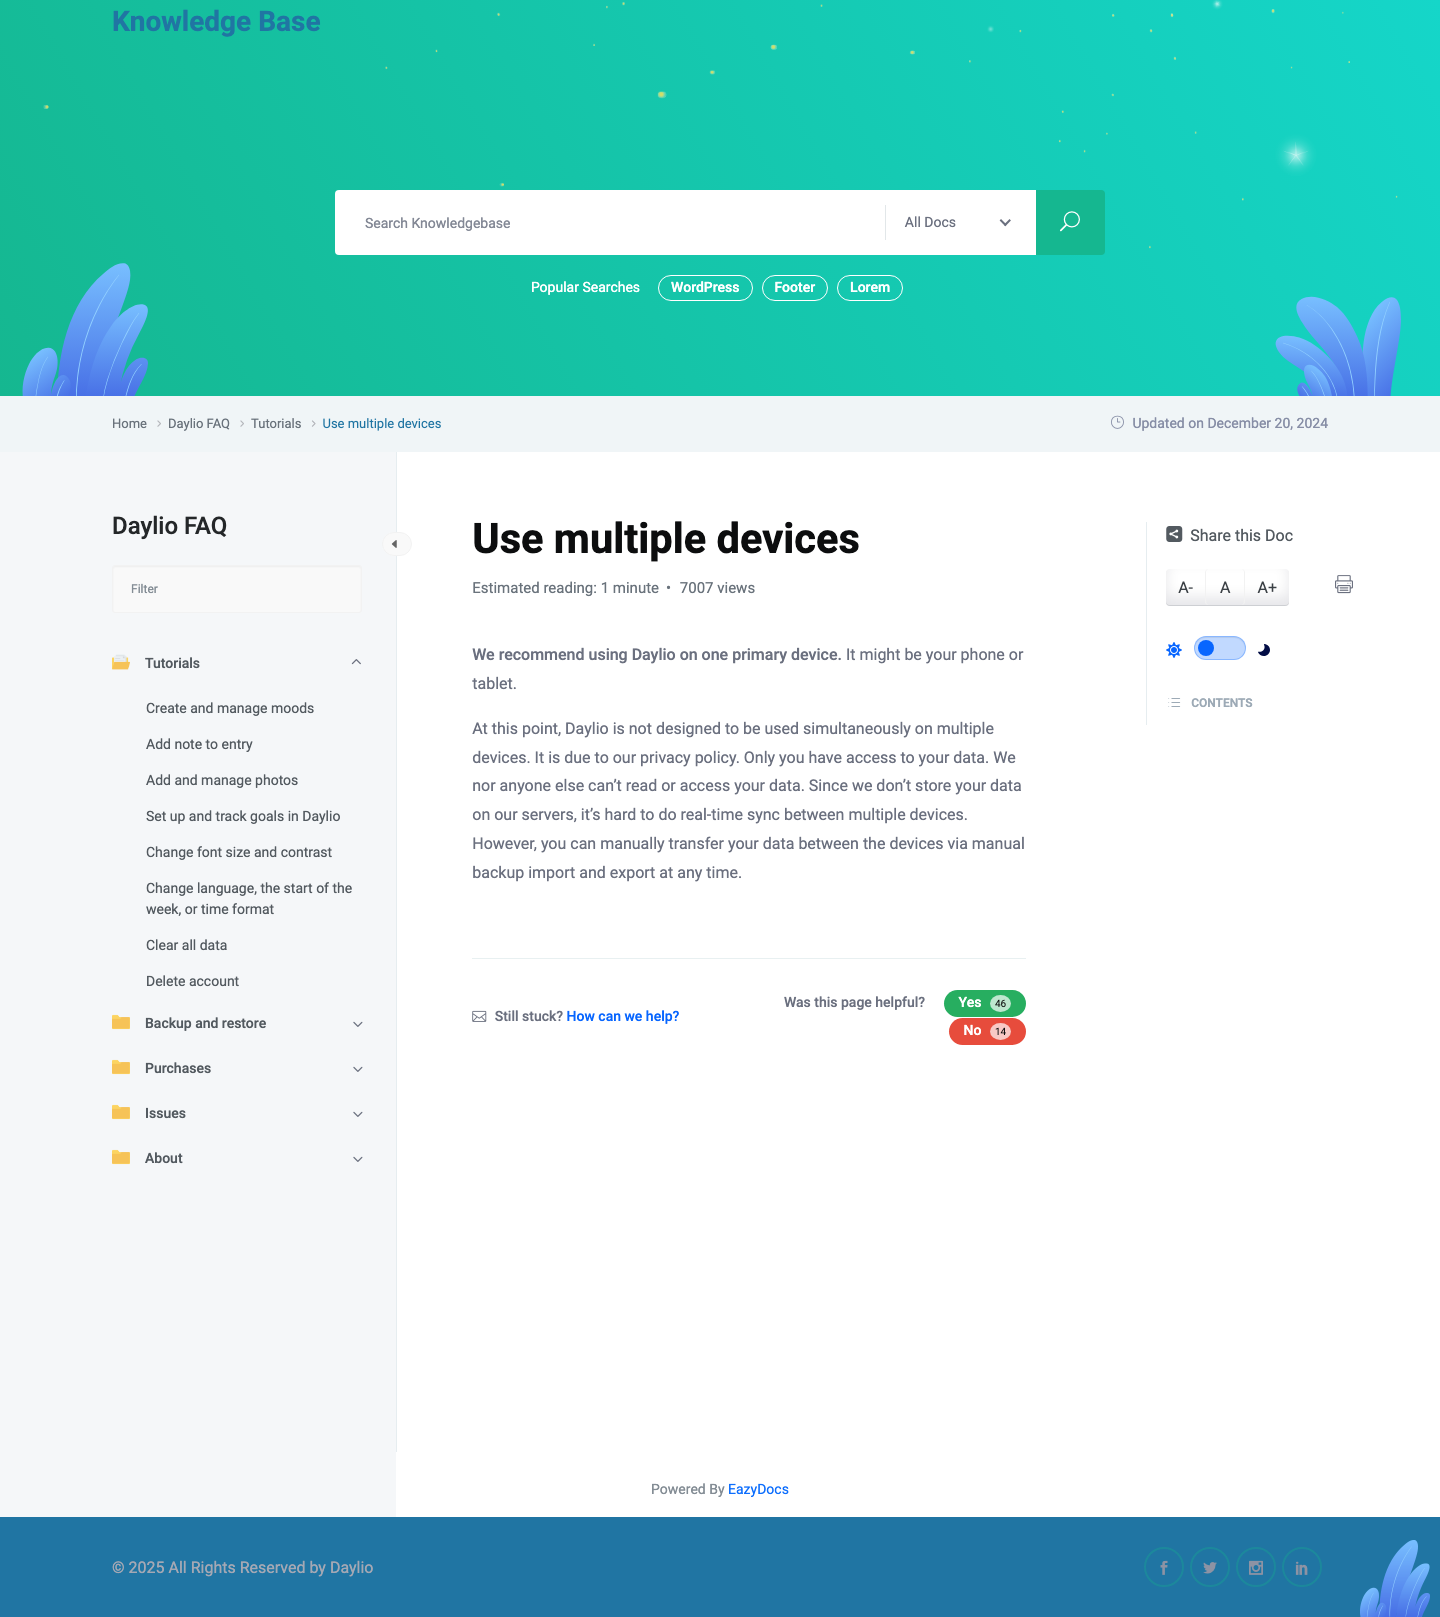 Knowledge Base
Search Knowledgebase
All Docs
Popular Searches WordPress Footer Lorem
Home > Daylio FAQ > Tutorials > Use multiple devices
Updated on December 20, 2024
Daylio FAQ
Filter
Tutorials
Create and manage moods
Add note to entry
Add and manage photos
Set up and track goals in Daylio
Change font size and contrast
Change language, the start of the
week, or time format
Clear all data
Delete account
Backup and restore
Purchases
Issues
About
Use multiple devices
Estimated reading: 1 minute • 7007 views
We recommend using Daylio on one primary device. It might be your phone or
tablet.
At this point, Daylio is not designed to be used simultaneously on multiple
devices. It is due to our privacy policy. Only you have access to your data. We
nor anyone else can’t read or access your data. Since we don’t store your data
on our servers, it’s hard to do real-time sync between multiple devices.
However, you can manually transfer your data between the devices via manual
backup import and export at any time.
Still stuck? How can we help?
Was this page helpful?
Yes 46
No 14
Share this Doc
A- A A+
CONTENTS
Powered By EazyDocs
© 2025 All Rights Reserved by Daylio